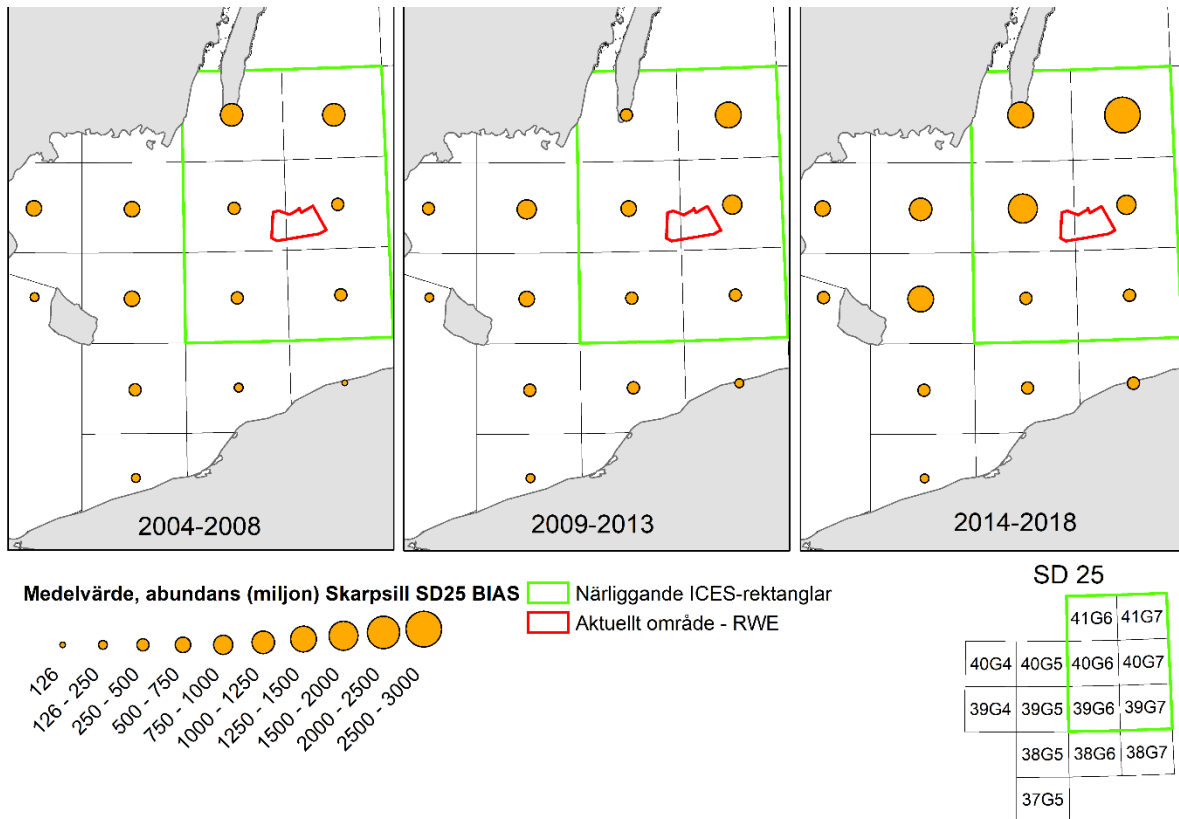 2004-2008
2009-2013
2014-2018
Medelvärde, abundans (miljon) Skarpsill SD25 BIAS
126
126 - 250
250 - 500
500 - 750
750 - 1000
1000 - 1250
1250 - 1500
1500 - 2000
2000 - 2500
2500 - 3000
Närliggande ICES-rektanglar
Aktuellt område - RWE
SD 25
41G6 41G7
40G4 40G5 40G6 40G7
39G4 39G5 39G6 39G7
38G5 38G6 38G7
37G5